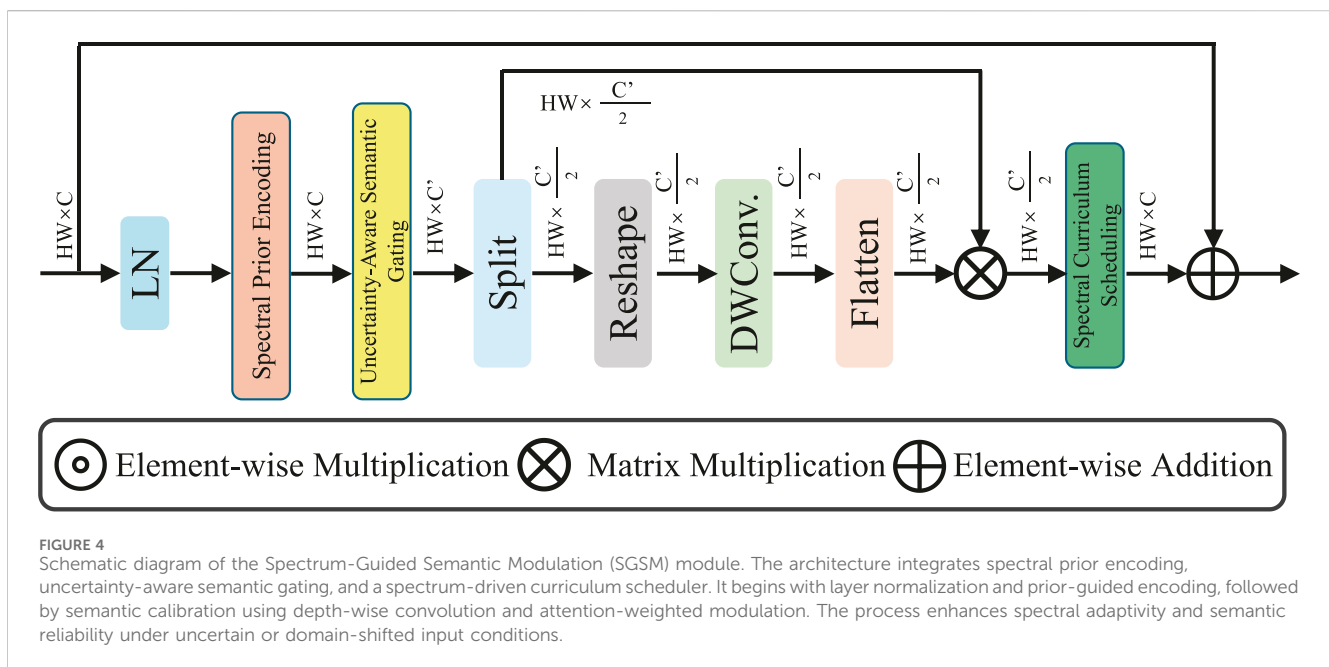 HW× C'/2
HW×C
LN
Spectral Prior Encoding
HW×C
Uncertainty-Aware Semantic
Gating
HW×C'
Split
HW× C'/2
Reshape
HW× C'/2
DWConv.
HW× C'/2
Flatten
HW× C'/2
HW× C'/2
Spectral Curriculum
Scheduling
HW×C
Element-wise Multiplication
Matrix Multiplication
Element-wise Addition
FIGURE 4
Schematic diagram of the Spectrum-Guided Semantic Modulation (SGSM) module. The architecture integrates spectral prior encoding,
uncertainty-aware semantic gating, and a spectrum-driven curriculum scheduler. It begins with layer normalization and prior-guided encoding, followed
by semantic calibration using depth-wise convolution and attention-weighted modulation. The process enhances spectral adaptivity and semantic
reliability under uncertain or domain-shifted input conditions.